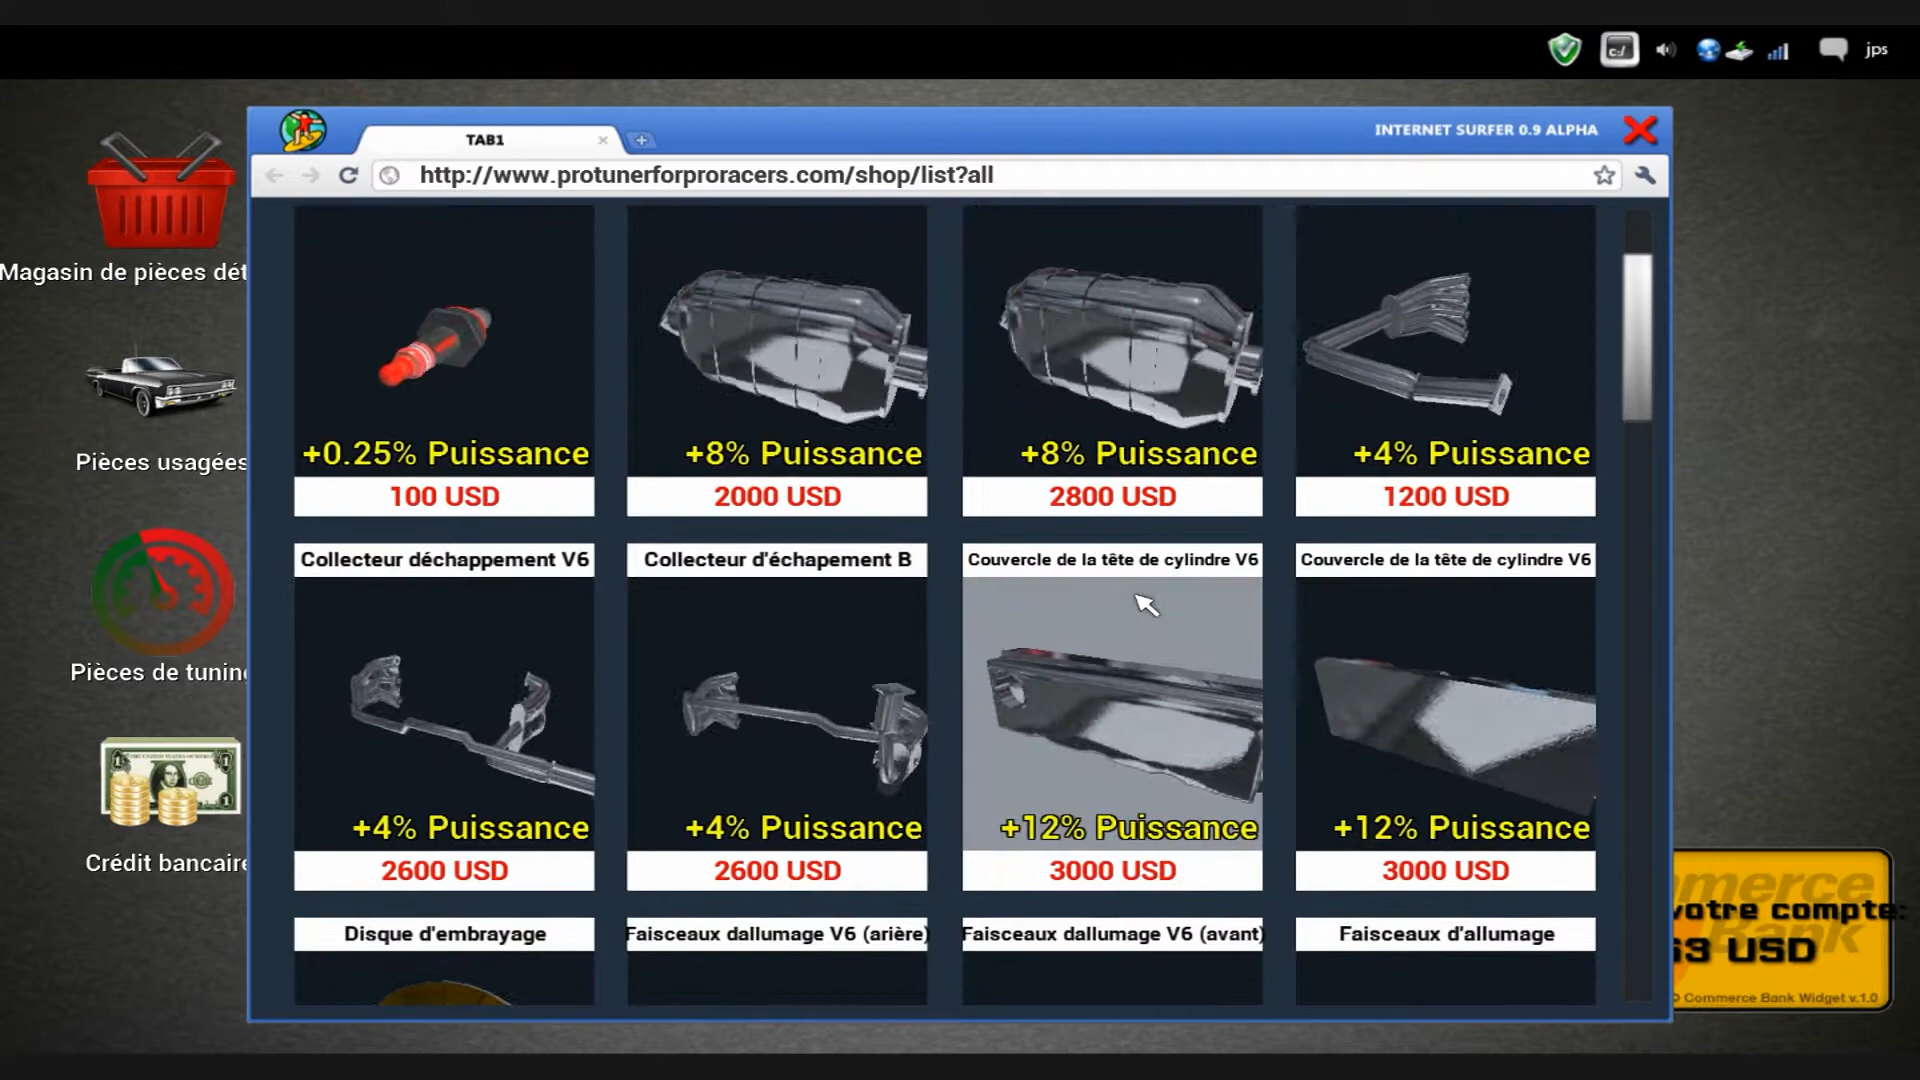 jps
TAB1
INTERNET SURFER 0.9 ALPHA
http://www.protunerforproracers.com/shop/list?all
Magasin de pièces dét
Pièces usagées
Pièces de tuning
Crédit bancaire
+0.25% Puissance
+8% Puissance
+8% Puissance
+4% Puissance
100 USD
2000 USD
2800 USD
1200 USD
Collecteur déchappement V6
Collecteur d'échapement B
Couvercle de la tête de cylindre V6
Couvercle de la tête de cylindre V6
+4% Puissance
+4% Puissance
+12% Puissance
+12% Puissance
2600 USD
2600 USD
3000 USD
3000 USD
Disque d'embrayage
Faisceaux dallumage V6 (arière)
Faisceaux dallumage V6 (avant)
Faisceaux d'allumage
mmerce
votre compte:
Bank
63 USD
Commerce Bank Widget v.1.0